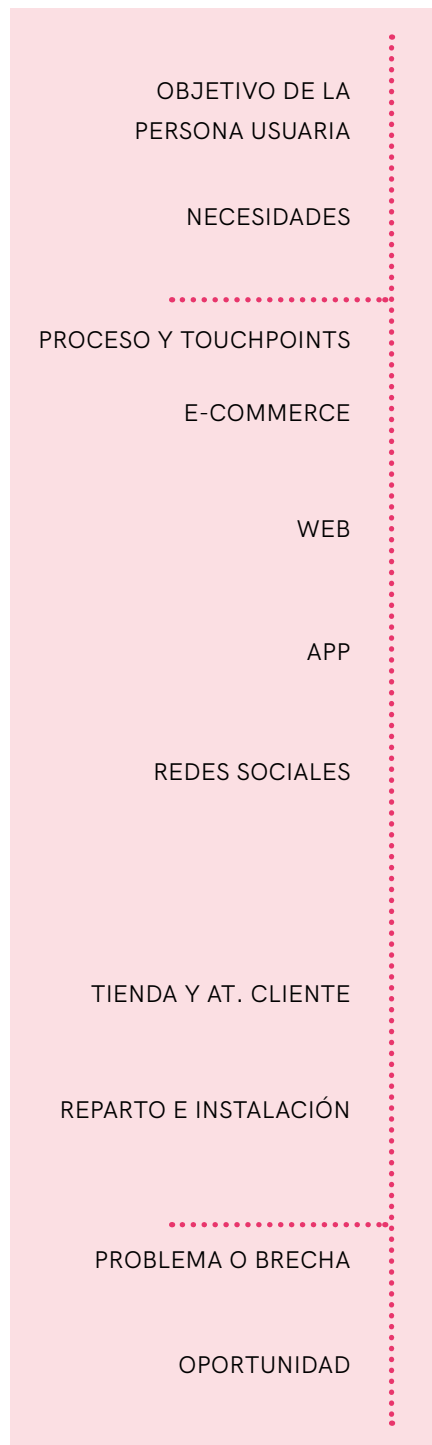 OBJETIVO DE LA
PERSONA USUARIA
NECESIDADES
PROCESO Y TOUCHPOINTS
E-COMMERCE
WEB
APP
REDES SOCIALES
TIENDA Y AT. CLIENTE
REPARTO E INSTALACIÓN
PROBLEMA O BRECHA
OPORTUNIDAD